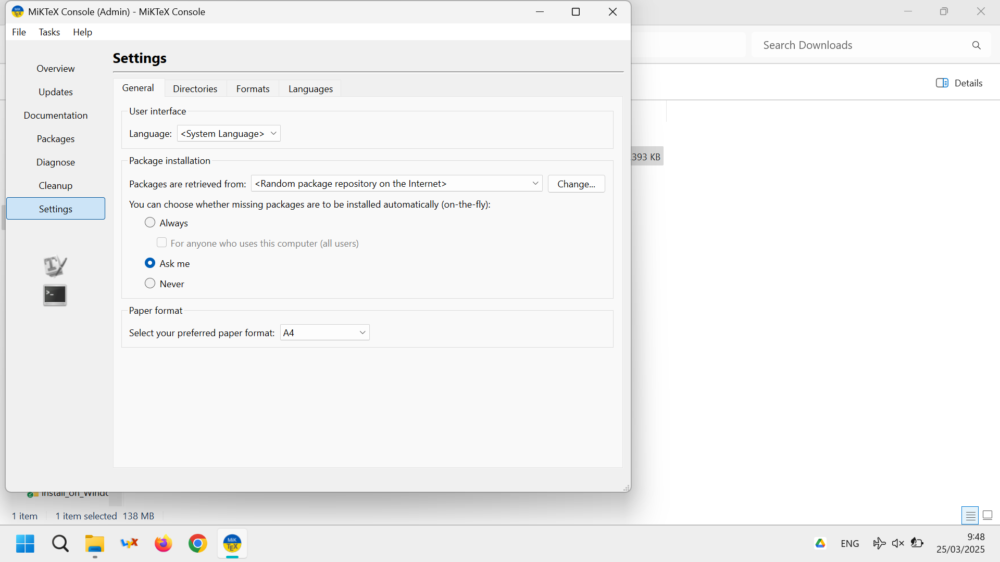 MiKTeX Console (Admin) - MiKTeX Console
File Tasks Help
Search Downloads
Details
Overview
Updates
Documentation
Packages
Diagnose
Cleanup
Settings
Settings
General Directories Formats Languages
User interface
Language: <System Language>
Package installation
Packages are retrieved from: <Random package repository on the Internet> Change...
You can choose whether missing packages are to be installed automatically (on-the-fly):
Always
For anyone who uses this computer (all users)
Ask me
Never
Paper format
Select your preferred paper format: A4
393 KB
1 item 1 item selected 138 MB
MiK
TEX
ENG
9:48
25/03/2025